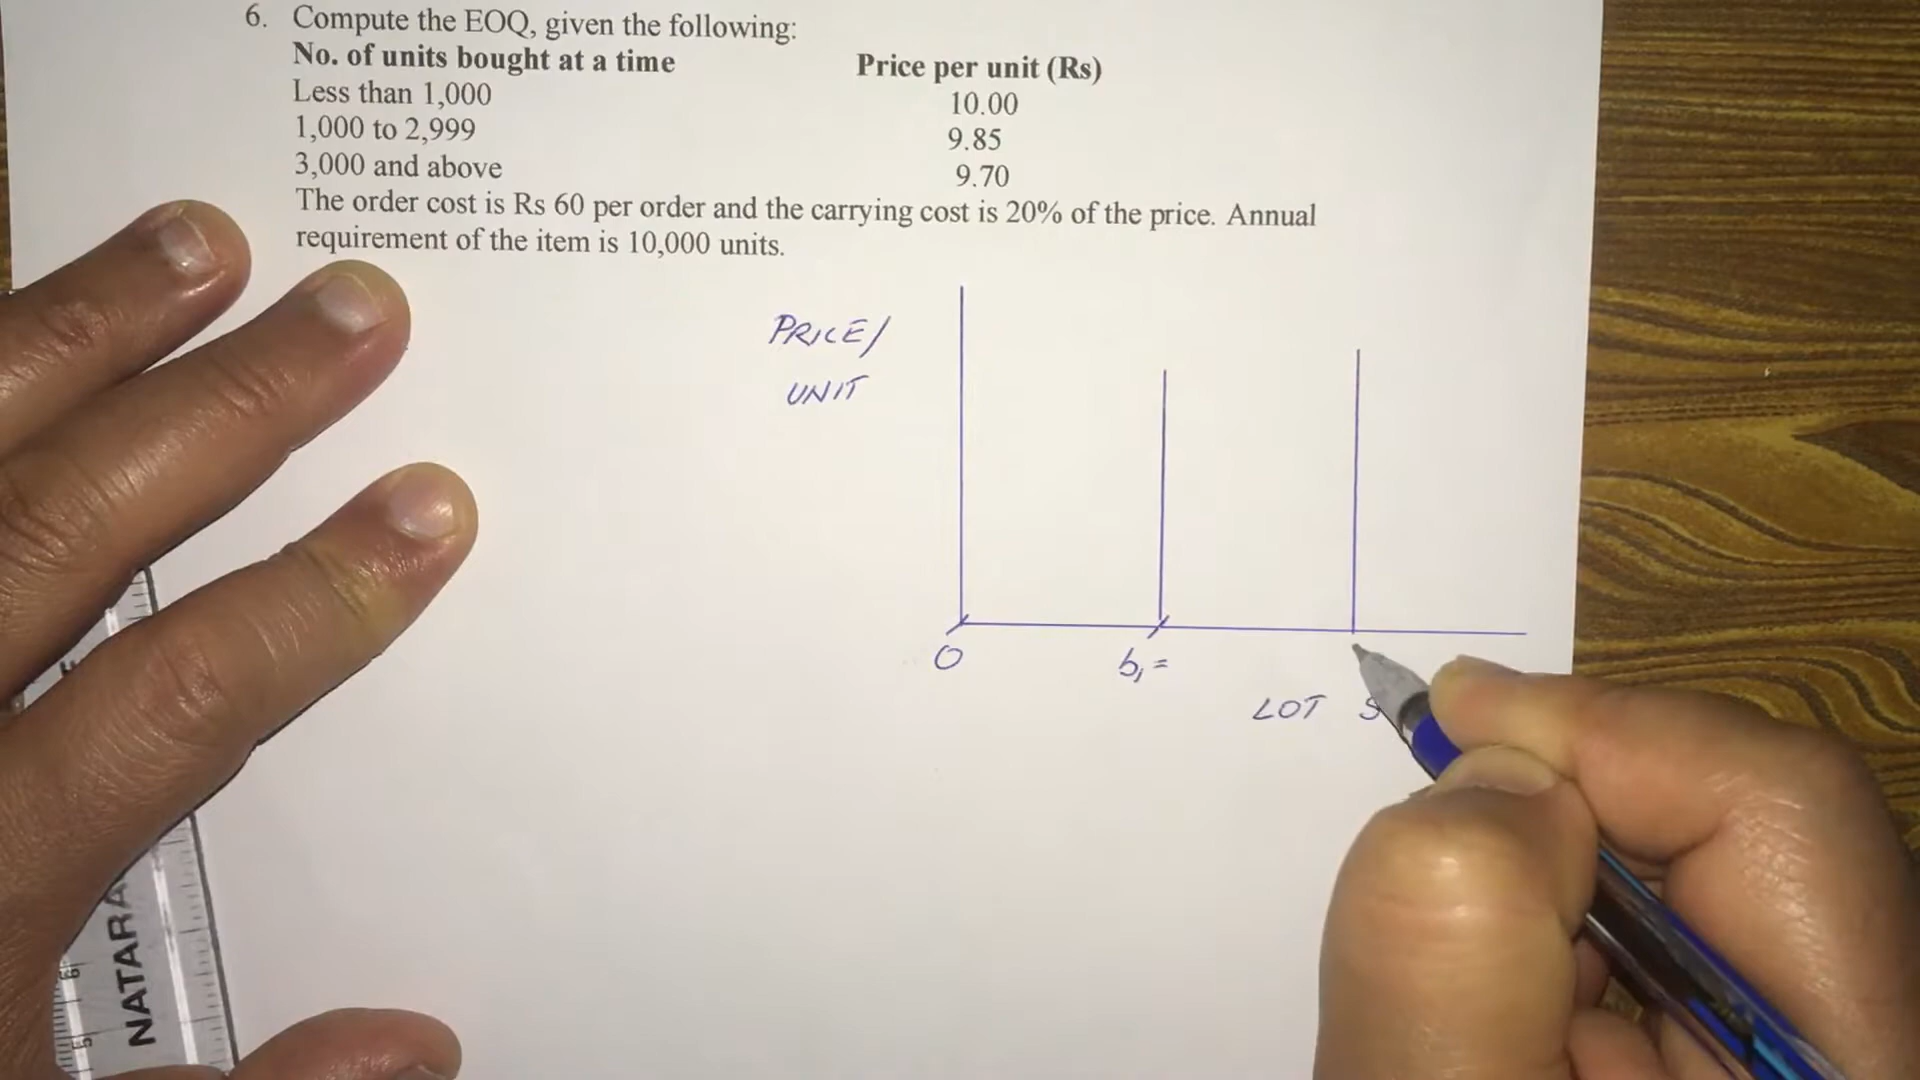 6. Compute the EOQ, given the following:
No. of units bought at a time Price per unit (Rs)
Less than 1,000 10.00
1,000 to 2,999 9.85
3,000 and above 9.70
The order cost is Rs 60 per order and the carrying cost is 20% of the price. Annual
requirement of the item is 10,000 units.
PRICE/
UNIT
0 b₁ =
LOT S
NATARA